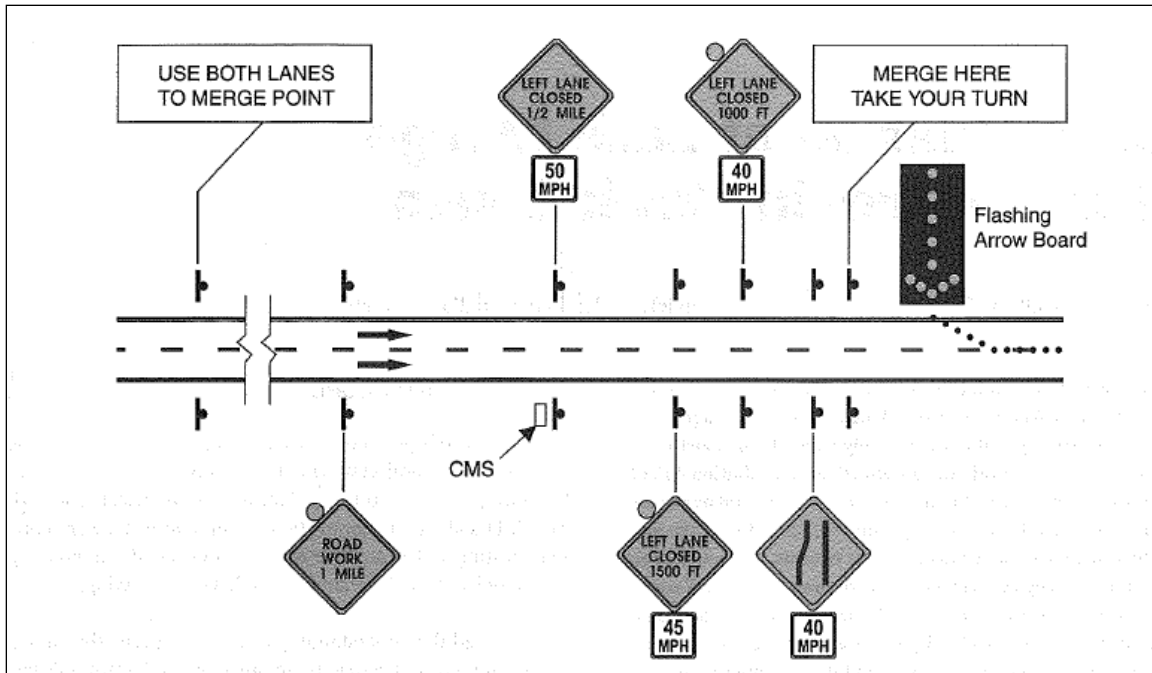 USE BOTH LANES
TO MERGE POINT
LEFT LANE
CLOSED
1/2 MILE
50
MPH
LEFT LANE
CLOSED
1000 FT
40
MPH
MERGE HERE
TAKE YOUR TURN
Flashing
Arrow Board
CMS
ROAD
WORK
1 MILE
LEFT LANE
CLOSED
1500 FT
45
MPH
40
MPH